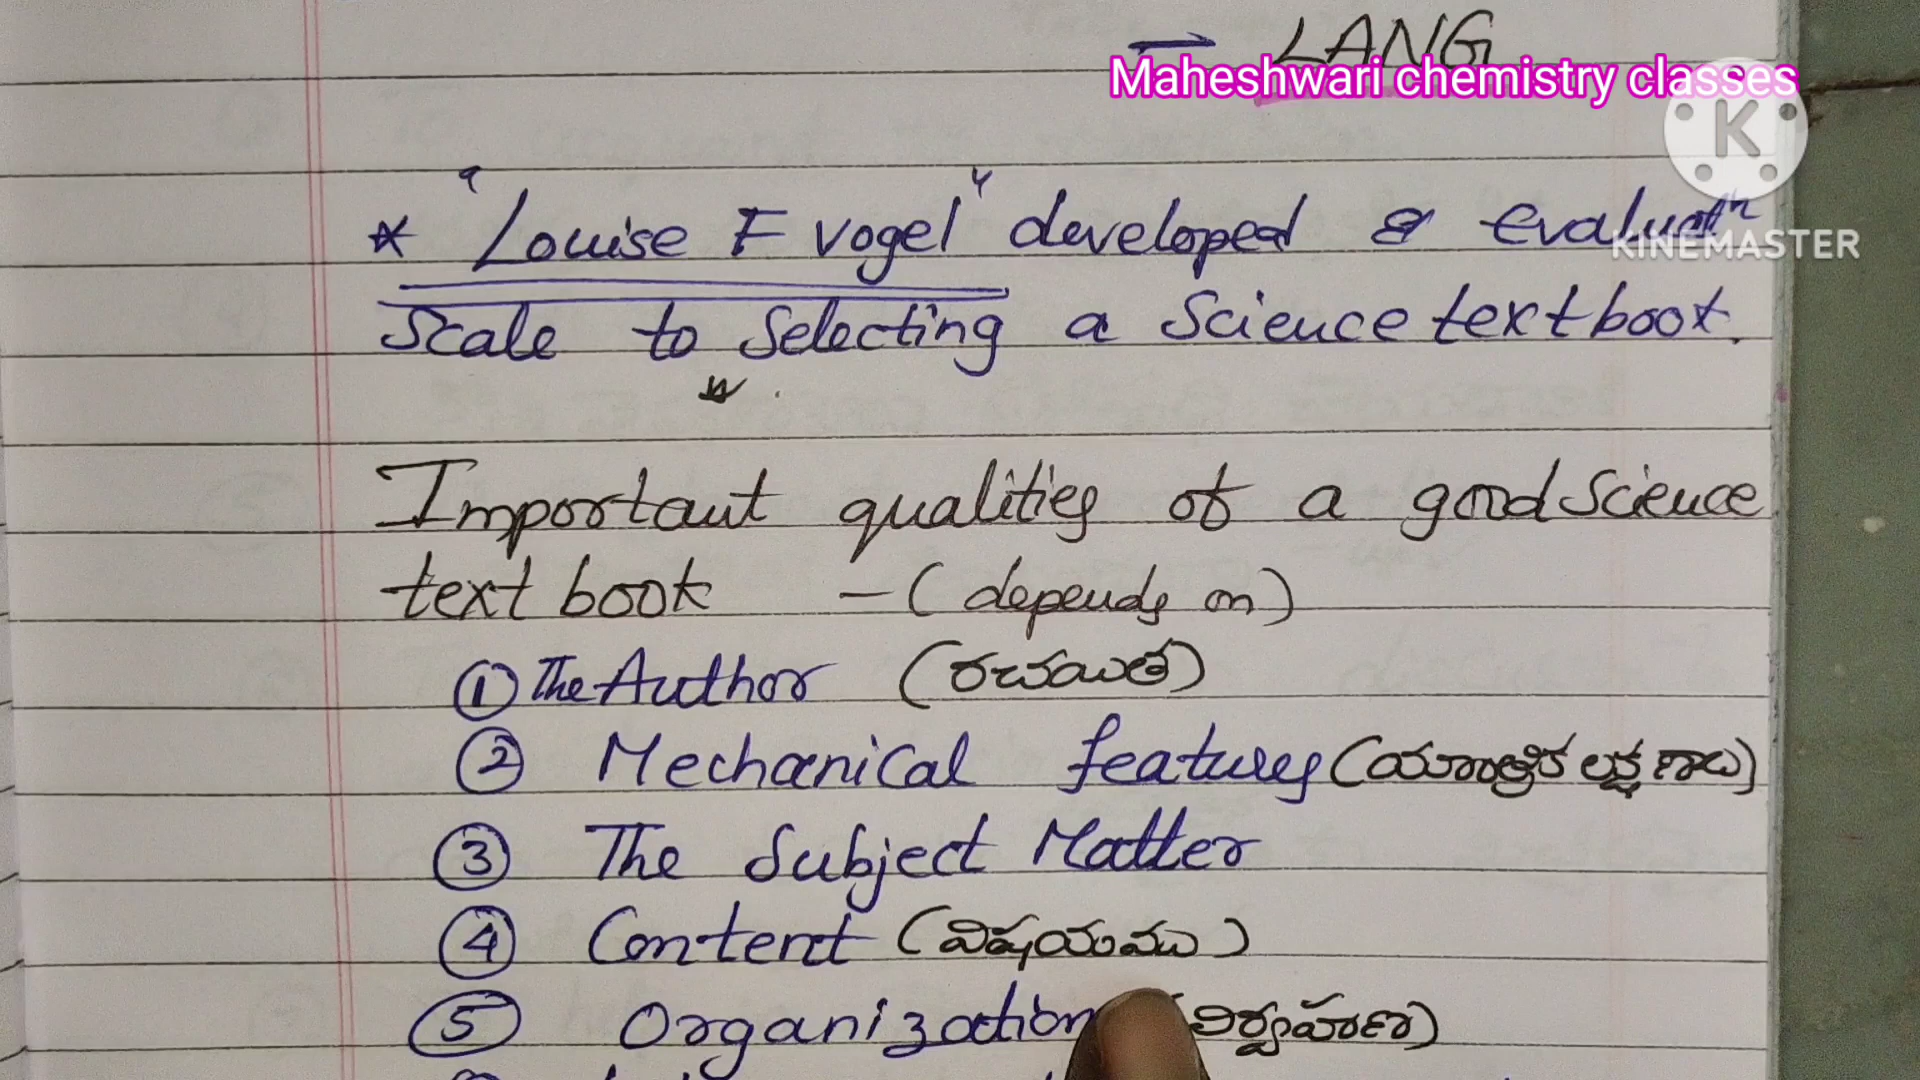 — LANG
Maheshwari chemistry classes
K
KINEMASTER
* "Louise F vogel" developed & evaluatn
Scale to Selecting a Science textbook.
Important qualities of a good Science
text book - (depends on)
① The Author (రచయిత)
② Mechanical features (యాంత్రిక లక్షణాలు)
③ The Subject Matter
④ Content (విషయము)
⑤ Organization